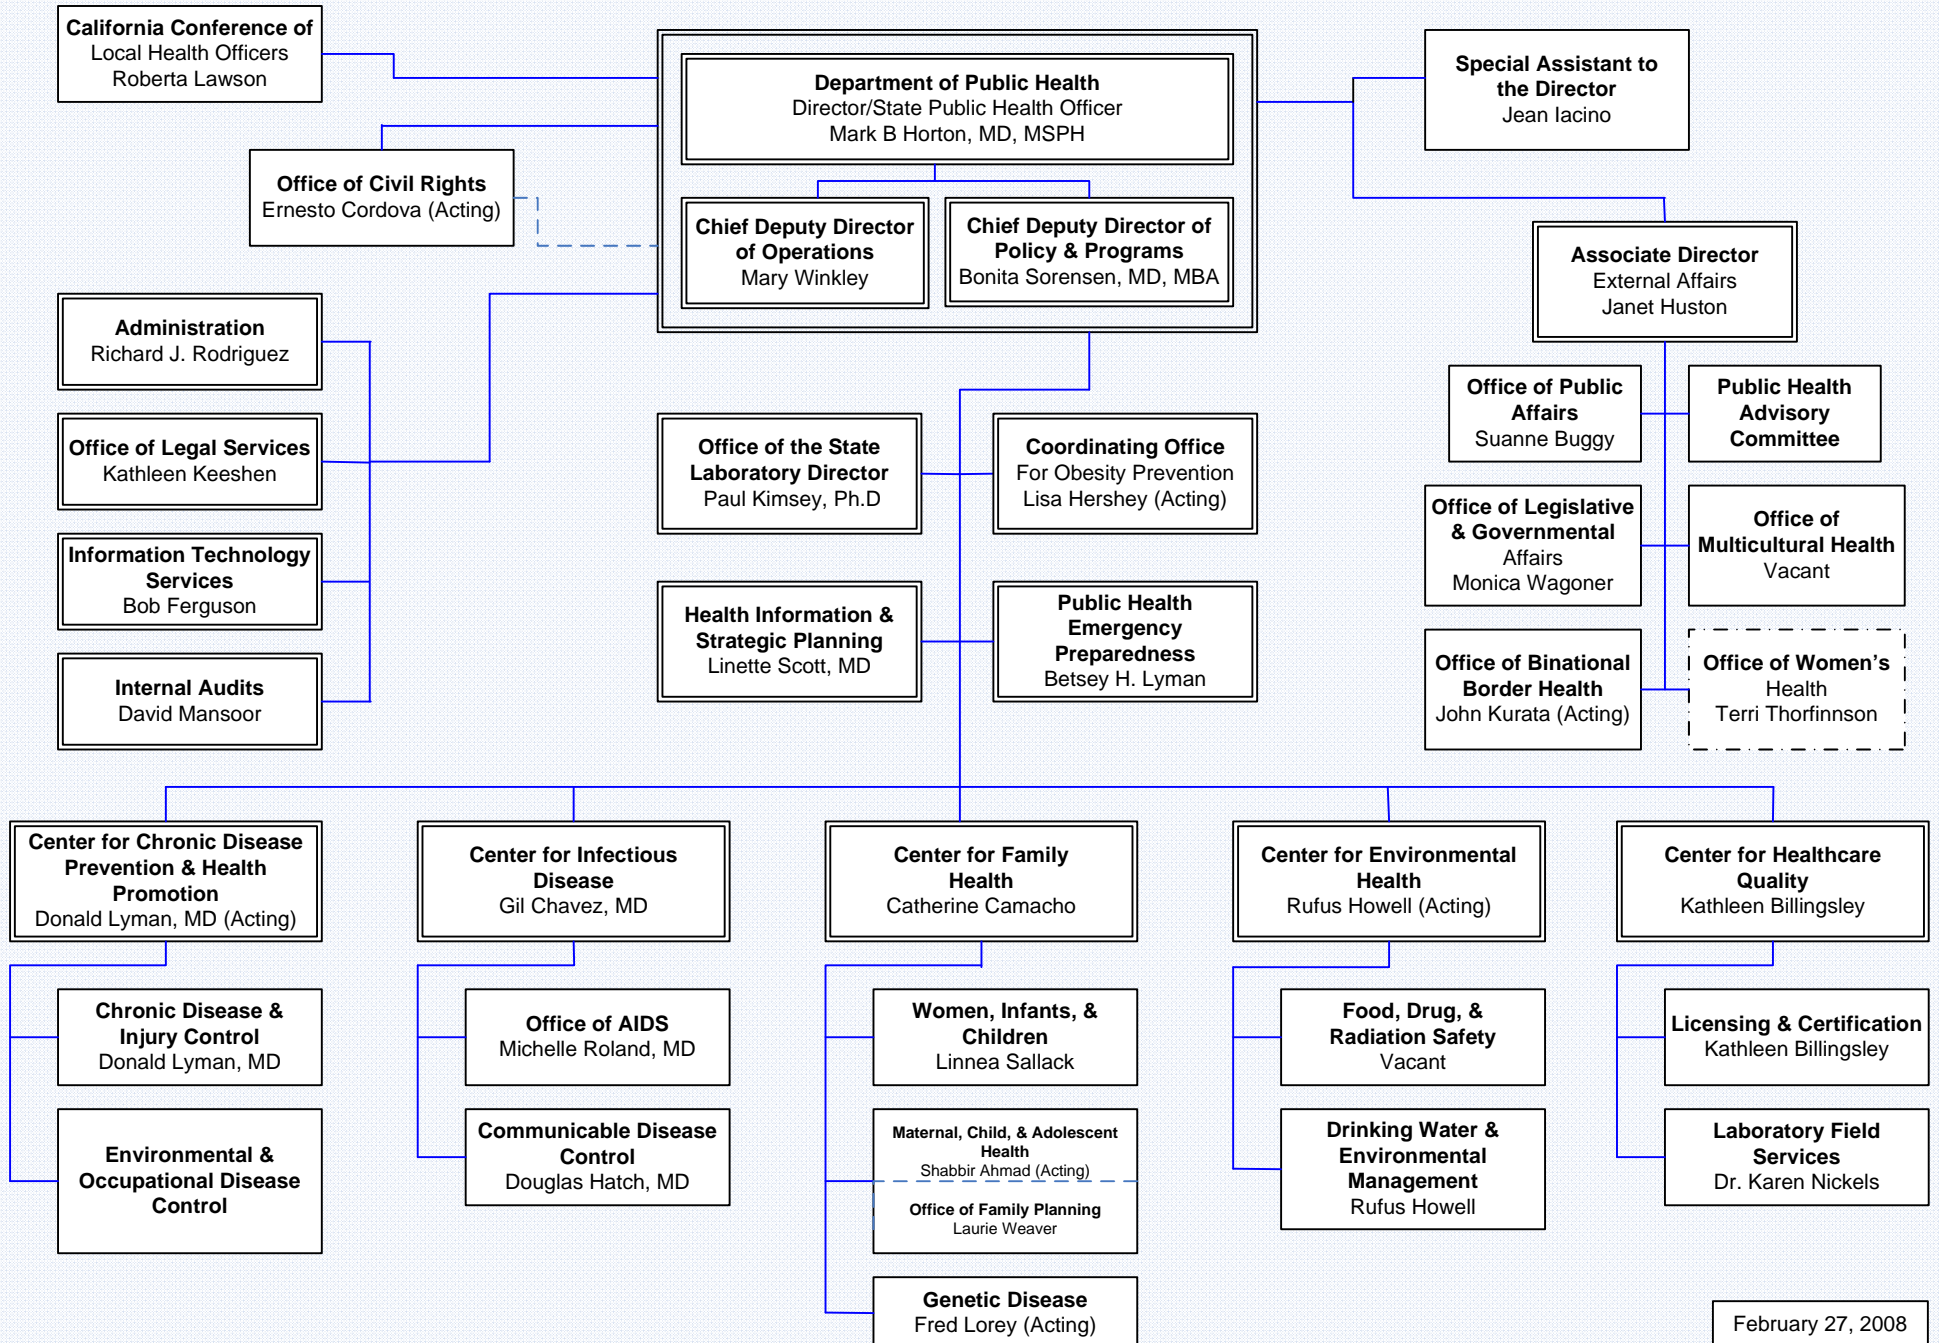 California Conference of
Local Health Officers
Roberta Lawson
Department of Public Health
Director/State Public Health Officer
Mark B Horton, MD, MSPH
Special Assistant to
the Director
Jean Iacino
Office of Civil Rights
Ernesto Cordova (Acting)
Chief Deputy Director
of Operations
Mary Winkley
Chief Deputy Director of
Policy & Programs
Bonita Sorensen, MD, MBA
Associate Director
External Affairs
Janet Huston
Administration
Richard J. Rodriguez
Office of Legal Services
Kathleen Keeshen
Information Technology
Services
Bob Ferguson
Internal Audits
David Mansoor
Office of the State
Laboratory Director
Paul Kimsey, Ph.D
Coordinating Office
For Obesity Prevention
Lisa Hershey (Acting)
Health Information &
Strategic Planning
Linette Scott, MD
Public Health
Emergency
Preparedness
Betsey H. Lyman
Office of Public
Affairs
Suanne Buggy
Public Health
Advisory
Committee
Office of Legislative
& Governmental
Affairs
Monica Wagoner
Office of
Multicultural Health
Vacant
Office of Binational
Border Health
John Kurata (Acting)
Office of Women’s
Health
Terri Thorfinnson
Center for Chronic Disease
Prevention & Health
Promotion
Donald Lyman, MD (Acting)
Center for Infectious
Disease
Gil Chavez, MD
Center for Family
Health
Catherine Camacho
Center for Environmental
Health
Rufus Howell (Acting)
Center for Healthcare
Quality
Kathleen Billingsley
Chronic Disease &
Injury Control
Donald Lyman, MD
Environmental &
Occupational Disease
Control
Office of AIDS
Michelle Roland, MD
Communicable Disease
Control
Douglas Hatch, MD
Women, Infants, &
Children
Linnea Sallack
Maternal, Child, & Adolescent
Health
Shabbir Ahmad (Acting)
Office of Family Planning
Laurie Weaver
Genetic Disease
Fred Lorey (Acting)
Food, Drug, &
Radiation Safety
Vacant
Drinking Water &
Environmental
Management
Rufus Howell
Licensing & Certification
Kathleen Billingsley
Laboratory Field
Services
Dr. Karen Nickels
February 27, 2008